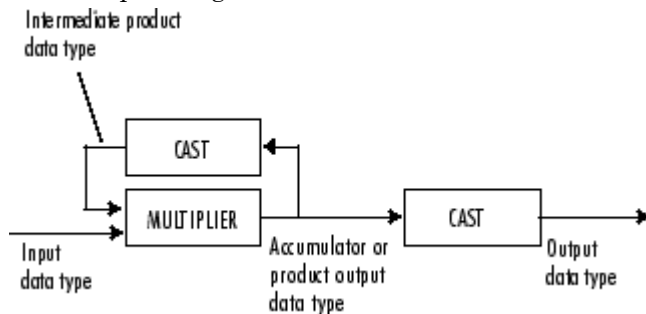 Intermediate product
data type
CAST
MULTIPLIER
CAST
Input
data type
Accumulator or
product output
data type
Output
data type